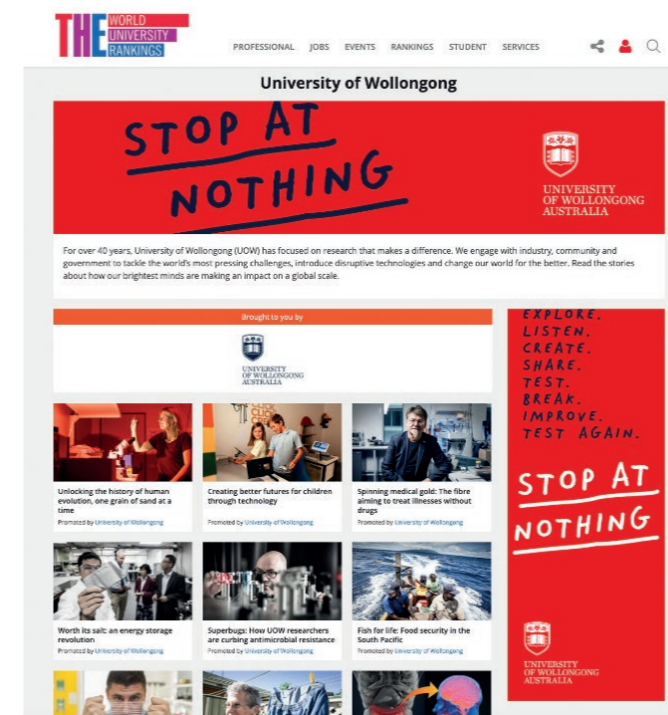 THE WORLD
UNIVERSITY
RANKINGS
PROFESSIONAL JOBS EVENTS RANKINGS STUDENT SERVICES
University of Wollongong
STOP AT
NOTHING
UNIVERSITY
OF WOLLONGONG
AUSTRALIA
For over 40 years, University of Wollongong (UOW) has focused on research that makes a difference. We engage with industry, community and
government to tackle the world's most pressing challenges, introduce disruptive technologies and change our world for the better. Read the stories
about how our brightest minds are making an impact on a global scale.
Brought to you by
UNIVERSITY
OF WOLLONGONG
AUSTRALIA
Unlocking the history of human
evolution, one grain of sand at a
time
Promoted by University of Wollongong
Creating better futures for children
through technology
Promoted by University of Wollongong
Spinning medical gold: The fibre
aiming to treat illnesses without
drugs
Promoted by University of Wollongong
Worth its salt: an energy storage
revolution
Promoted by University of Wollongong
Superbugs: How UOW researchers
are curbing antimicrobial resistance
Promoted by University of Wollongong
Fish for life: Food security in the
South Pacific
Promoted by University of Wollongong
EXPLORE.
LISTEN.
CREATE.
SHARE.
TEST.
BREAK.
IMPROVE.
TEST AGAIN.
STOP AT
NOTHING
UNIVERSITY
OF WOLLONGONG
AUSTRALIA